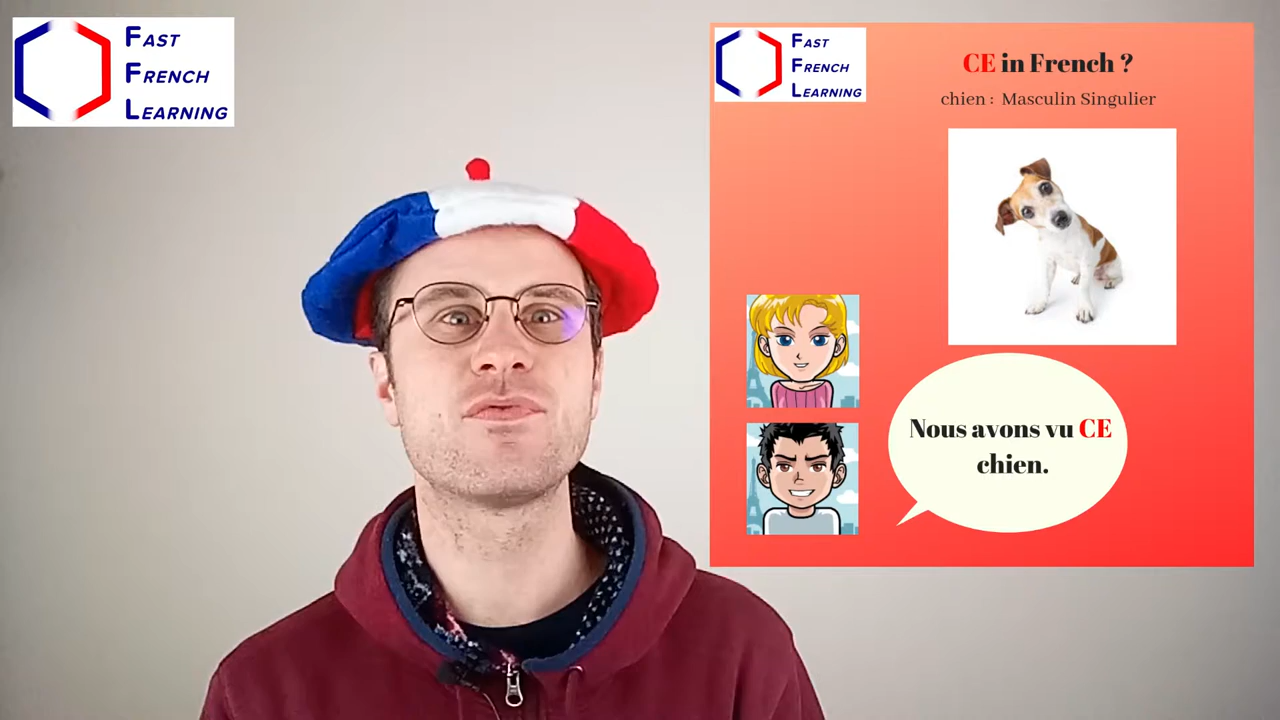 FAST
FRENCH
LEARNING
FAST
FRENCH
LEARNING
CE in French ?
chien : Masculin Singulier
Nous avons vu CE
chien.